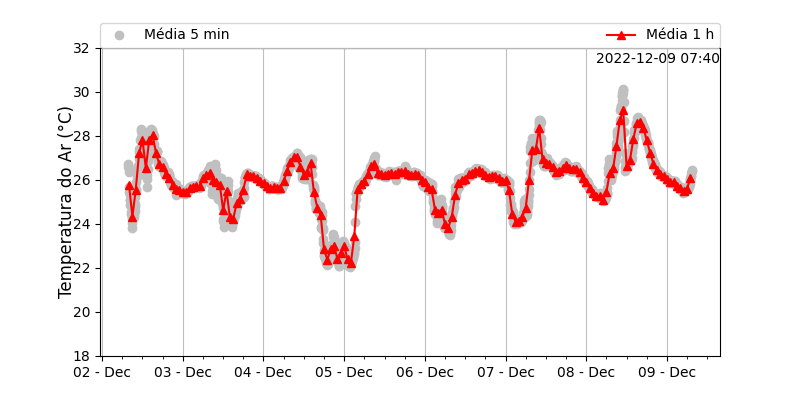 Média 5 min
Média 1 h
2022-12-09 07:40
Temperatura do Ar (°C)
32
30
28
26
24
22
20
18
02 - Dec
03 - Dec
04 - Dec
05 - Dec
06 - Dec
07 - Dec
08 - Dec
09 - Dec